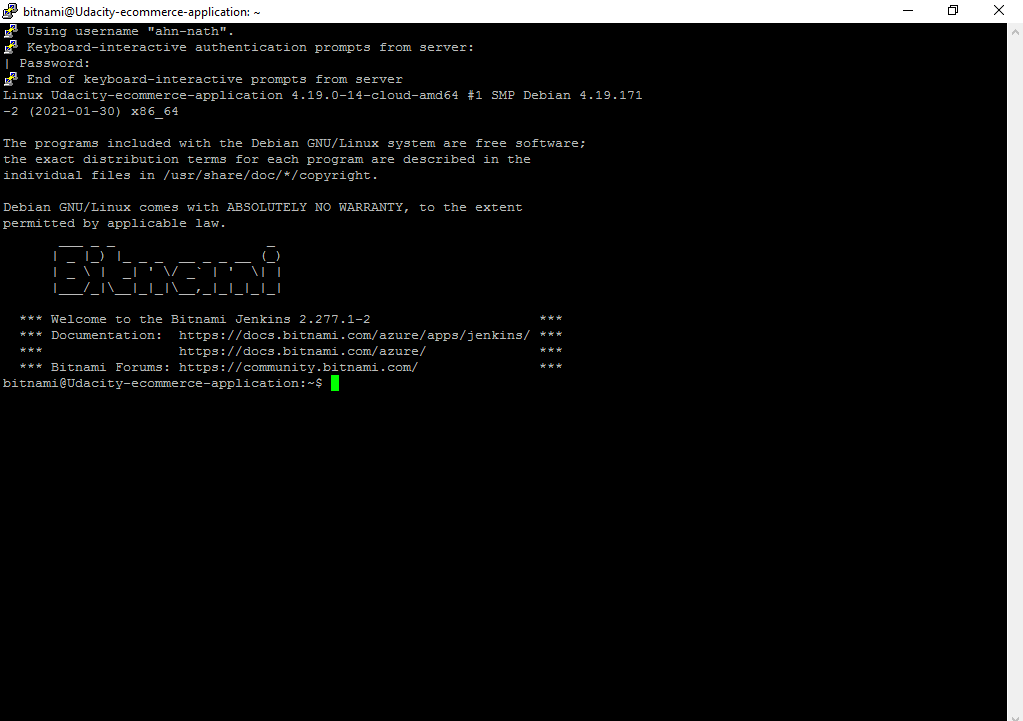 bitnami@Udacity-ecommerce-application: ~
Using username "ahn-nath".
Keyboard-interactive authentication prompts from server:
| Password:
End of keyboard-interactive prompts from server
Linux Udacity-ecommerce-application 4.19.0-14-cloud-amd64 #1 SMP Debian 4.19.171
-2 (2021-01-30) x86_64
The programs included with the Debian GNU/Linux system are free software;
the exact distribution terms for each program are described in the
individual files in /usr/share/doc/*/copyright.
Debian GNU/Linux comes with ABSOLUTELY NO WARRANTY, to the extent
permitted by applicable law.
Bitnami
*** Welcome to the Bitnami Jenkins 2.277.1-2 ***
*** Documentation: https://docs.bitnami.com/azure/apps/jenkins/ ***
*** https://docs.bitnami.com/azure/ ***
*** Bitnami Forums: https://community.bitnami.com/ ***
bitnami@Udacity-ecommerce-application:~$